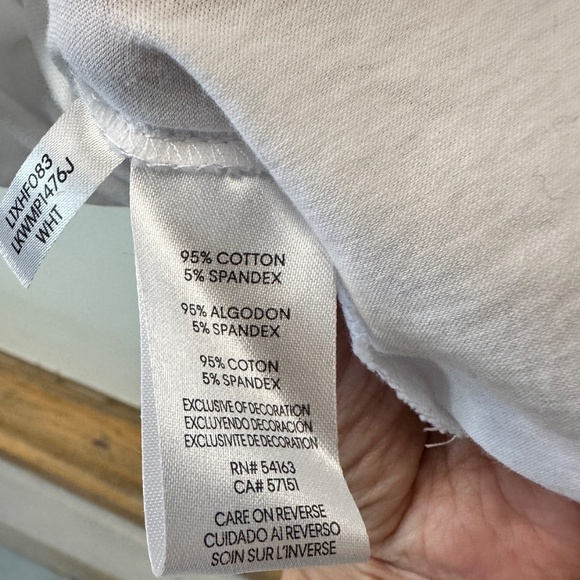 LIXHF083
LKWMP1476J
WHT
95% COTTON
5% SPANDEX
95% ALGODON
5% SPANDEX
95% COTON
5% SPANDEX
EXCLUSIVE OF DECORATION
EXCLUYENDO DECORACIÓN
EXCLUSIVITE DE DECORATION
RN# 54163
CA# 57151
CARE ON REVERSE
CUIDADO AL REVERSO
SOIN SUR L'INVERSE